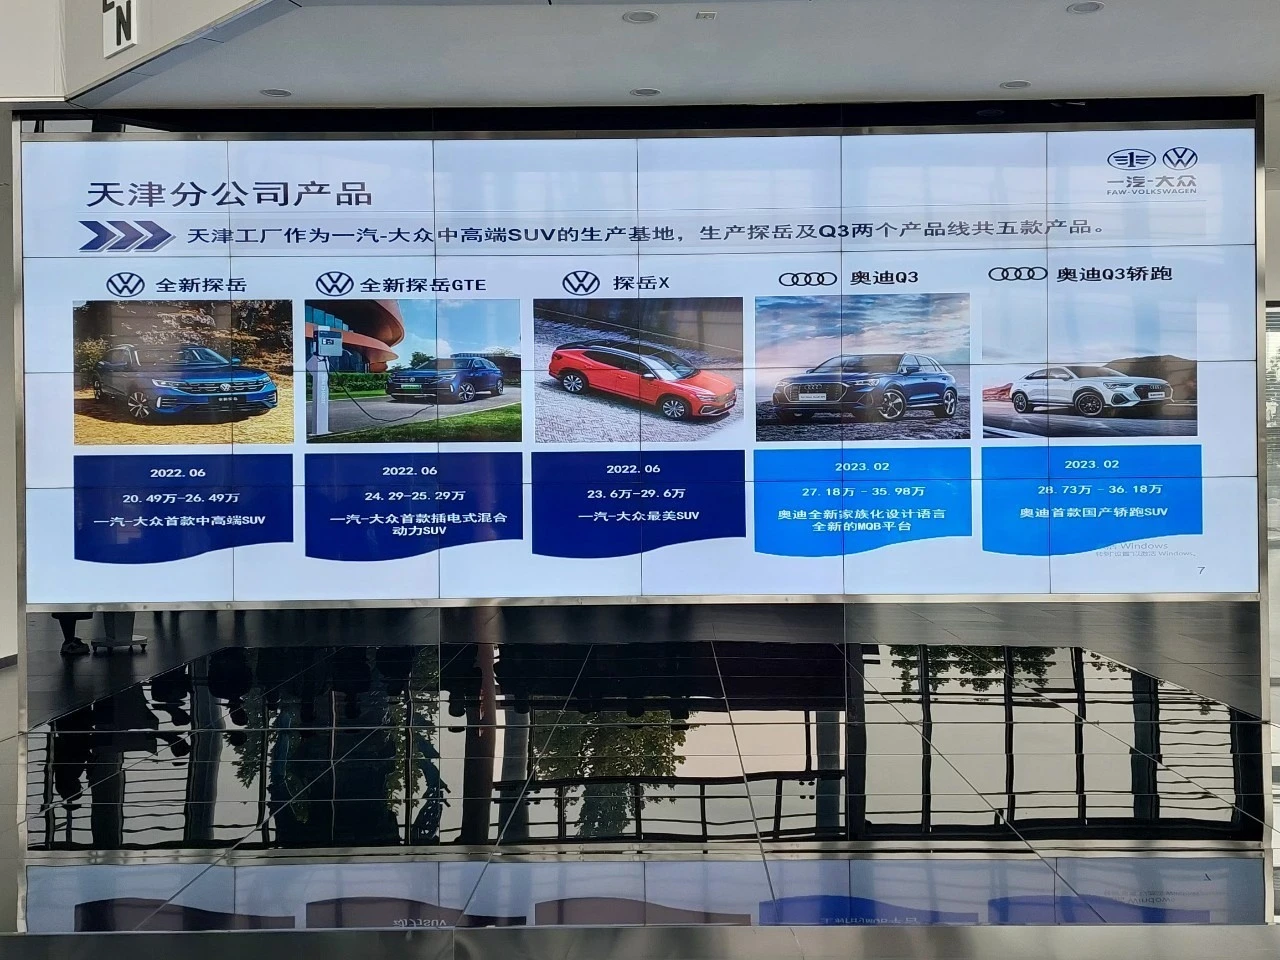 N
一汽-大众
FAW-VOLKSWAGEN
天津分公司产品
天津工厂作为一汽-大众中高端SUV的生产基地，生产探岳及Q3两个产品线共五款产品。
全新探岳
全新探岳GTE
探岳X
奥迪Q3
奥迪Q3轿跑
2022.06
20.49万-26.49万
一汽-大众首款中高端SUV
2022.06
24.29-25.29万
一汽-大众首款插电式混合
动力SUV
2022.06
23.6万-29.6万
一汽-大众最美SUV
2023.02
27.18万-35.98万
奥迪全新家族化设计语言
全新的MQB平台
2023.02
28.73万-36.18万
奥迪首款国产轿跑SUV
Windows
7